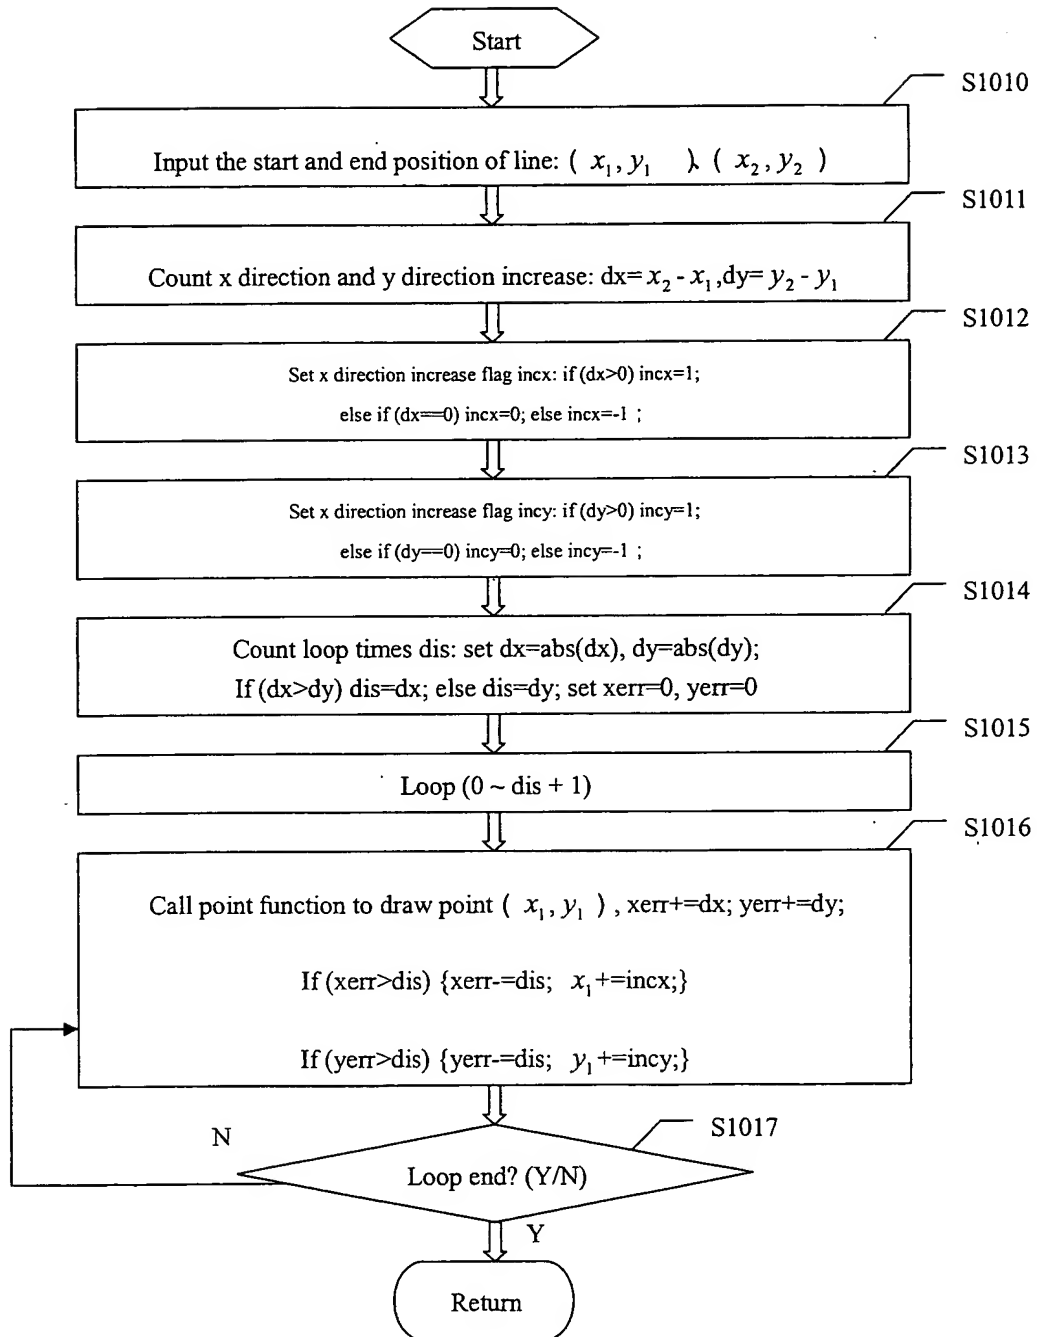 Start
S1010
Input the start and end position of line: ( x₁, y₁ )、( x₂, y₂ )
S1011
Count x direction and y direction increase: dx= x₂ - x₁ ,dy= y₂ - y₁
S1012
Set x direction increase flag incx: if (dx>0) incx=1;
else if (dx==0) incx=0; else incx=-1 ;
S1013
Set x direction increase flag incy: if (dy>0) incy=1;
else if (dy==0) incy=0; else incy=-1 ;
S1014
Count loop times dis: set dx=abs(dx), dy=abs(dy);
If (dx>dy) dis=dx; else dis=dy; set xerr=0, yerr=0
S1015
Loop (0 ~ dis + 1)
S1016
Call point function to draw point ( x₁, y₁ ) , xerr+=dx; yerr+=dy;
If (xerr>dis) {xerr-=dis; x₁+=incx;}
If (yerr>dis) {yerr-=dis; y₁+=incy;}
N
S1017
Loop end? (Y/N)
Y
Return